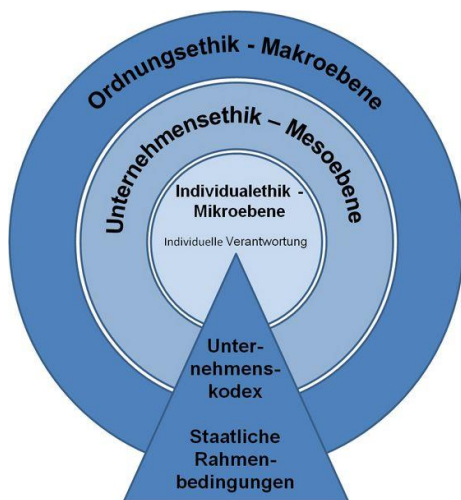 Ordnungsethik - Makroebene
Unternehmensethik – Mesoebene
Individualethik -
Mikroebene
Individuelle Verantwortung
Unter-
nehmens-
kodex
Staatliche
Rahmen-
bedingungen